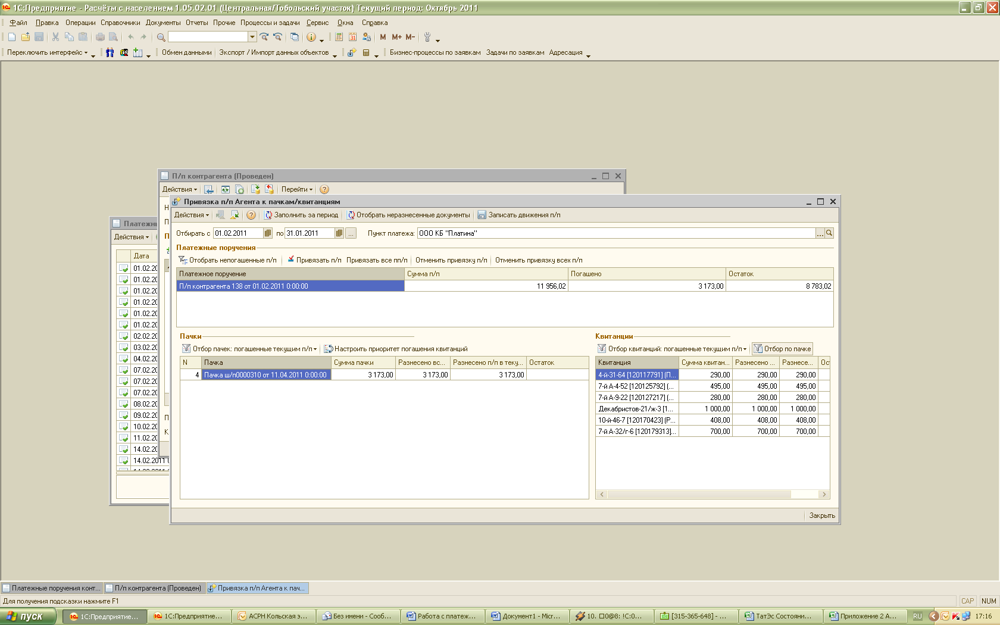 1С:Предприятие - Расчёты с населением 1.05.02.01 (Центральная/Тобольский участок) Текущий период: Октябрь 2011
Файл Правка Операции Справочники Документы Отчеты Прочие Процессы и задачи Сервис Окна Справка
M M+ M-
Переключить интерфейс Обмен данными Экспорт / Импорт данных объектов Бизнес-процессы по заявкам Задачи по заявкам Адресация
П/п контрагента (Проведен)
Действия Перейти
Привязка п/п Агента к пачкам/квитанциям
Действия Заполнить за период Отобрать неразнесенные документы Записать движения п/п
Отбирать с 01.02.2011 по 31.01.2011 ... Пункт платежа: ООО КБ "Платина" ...
Платежные поручения
Отобрать непогашенные п/п Привязать п/п Привязать все пп/п Отменить привязку п/п Отменить привязку всех п/п
Платежное поручение Сумма п/п Погашено Остаток
П/п контрагента 138 от 01.02.2011 0:00:00 11 956,02 3 173,00 8 783,02
Пачки
Отбор пачек: погашенные текущим п/п Настроить приоритет погашения квитанций
N Пачка Сумма пачки Разнесено вс... Разнесено п/п в теку... Остаток
4 Пачка ш/п0000310 от 11.04.2011 0:00:00 3 173,00 3 173,00 3 173,00
Квитанции
Отбор квитанций: погашенные текущим п/п Отбор по пачке
Квитанция Сумма квитан... Разнесено ... Разнесе... Ост
4-й-31-64 [120117791] (П... 290,00 290,00 290,00
7-й А-4-52 [120125792] (... 495,00 495,00 495,00
7-й А-9-22 [120127217] (... 280,00 280,00 280,00
Декабристов-21/ж-3 [1... 1 000,00 1 000,00 1 000,00
10-й-46-7 [120170423] (Р... 408,00 408,00 408,00
7-й А-32/г-6 [120179313]... 700,00 700,00 700,00
Закрыть
Платежн
Действия
Дата
01.02.20
01.02.20
01.02.20
01.02.20
01.02.20
01.02.20
02.02.20
03.02.20
04.02.20
07.02.20
07.02.20
07.02.20
08.02.20
09.02.20
10.02.20
11.02.20
14.02.20
14.02.2011
Н
П
П
П
К
Платежные поручения конт... П/п контрагента (Проведен) Привязка п/п Агента к пач...
Для получения подсказки нажмите F1 CAP NUM
пуск 1С:Предприятие... 1С:Предприятие... АСРН Кольская э... Без имени - Сооб... Работа с платеж... Документ1 - Micr... 10. □0@8: !C:0... [315-365-648] - ... ТатЭс Состояни... Приложение 2 А... RU 17:16